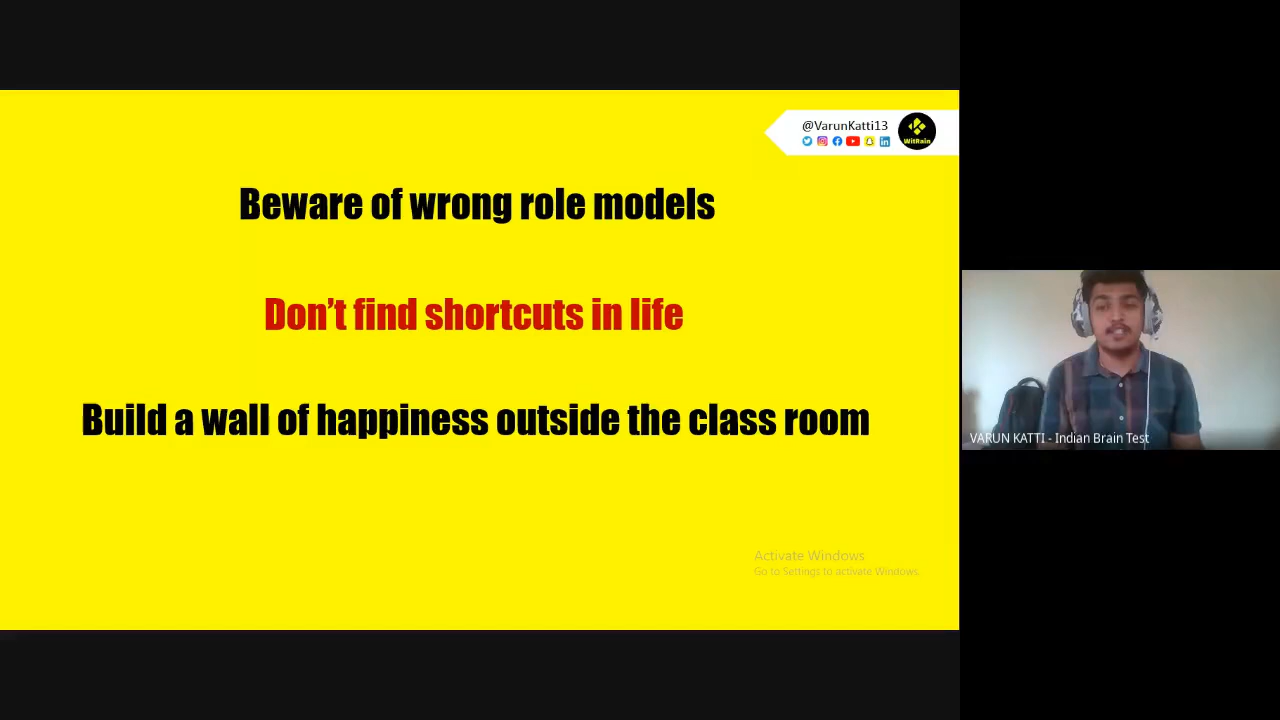 @VarunKatti13
WitRain
Beware of wrong role models
Don't find shortcuts in life
Build a wall of happiness outside the class room
VARUN KATTI - Indian Brain Test
Activate Windows
Go to Settings to activate Windows.